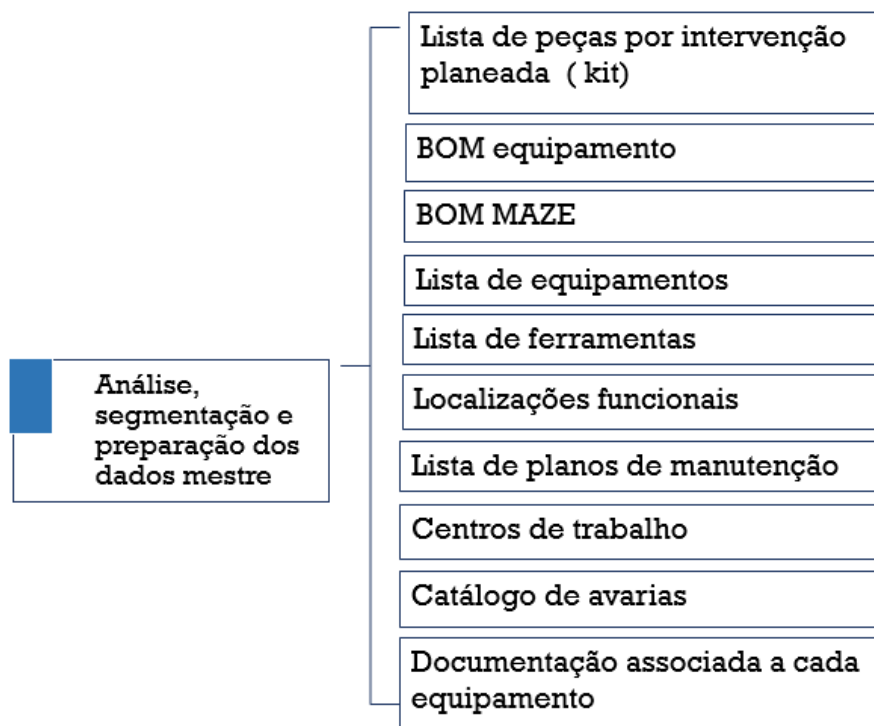 Lista de peças por intervenção
planeada ( kit)
BOM equipamento
BOM MAZE
Lista de equipamentos
Lista de ferramentas
Localizações funcionais
Lista de planos de manutenção
Centros de trabalho
Catálogo de avarias
Documentação associada a cada
equipamento
Análise,
segmentação e
preparação dos
dados mestre